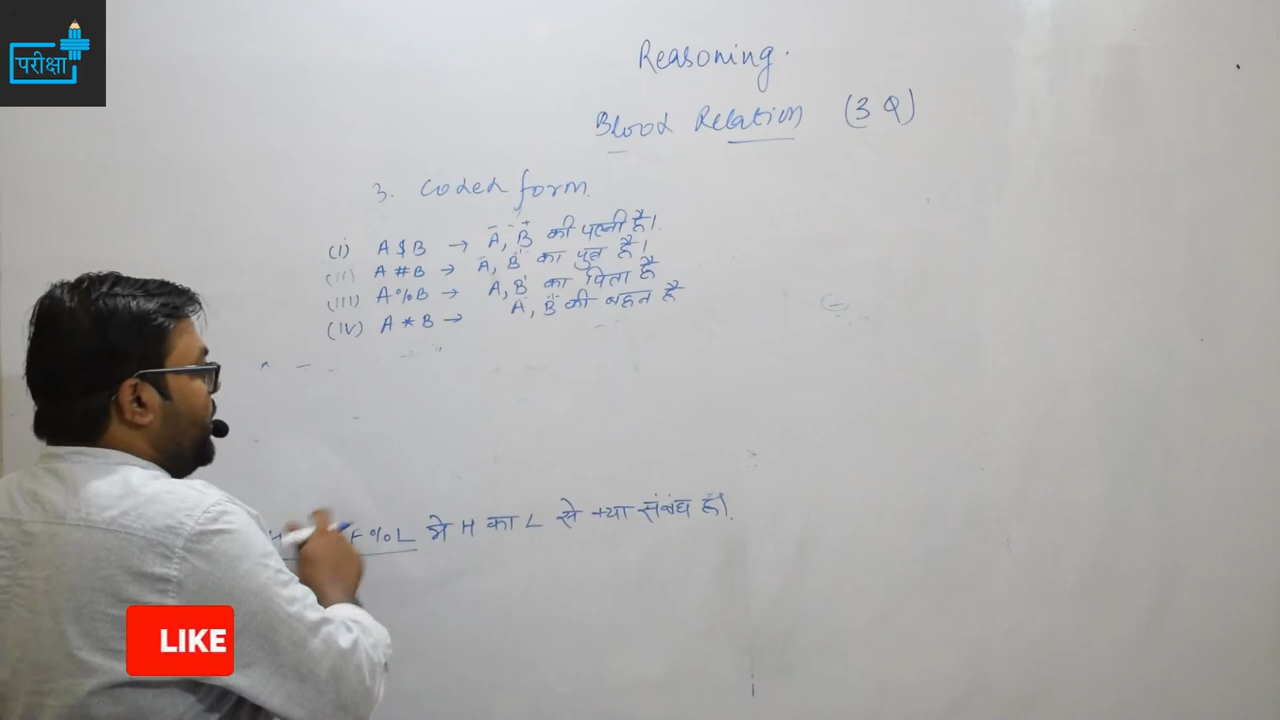 परीक्षा
Reasoning.
Blood Relation (3 Q)
3. Coded form.
(i) A $ B → A, B की पत्नी है।
(ii) A # B → A, B का पुत्र है।
(iii) A % B → A, B का पिता है
(iv) A * B → A, B की बहन है
% L मे H का L से क्या संबंध है।
LIKE